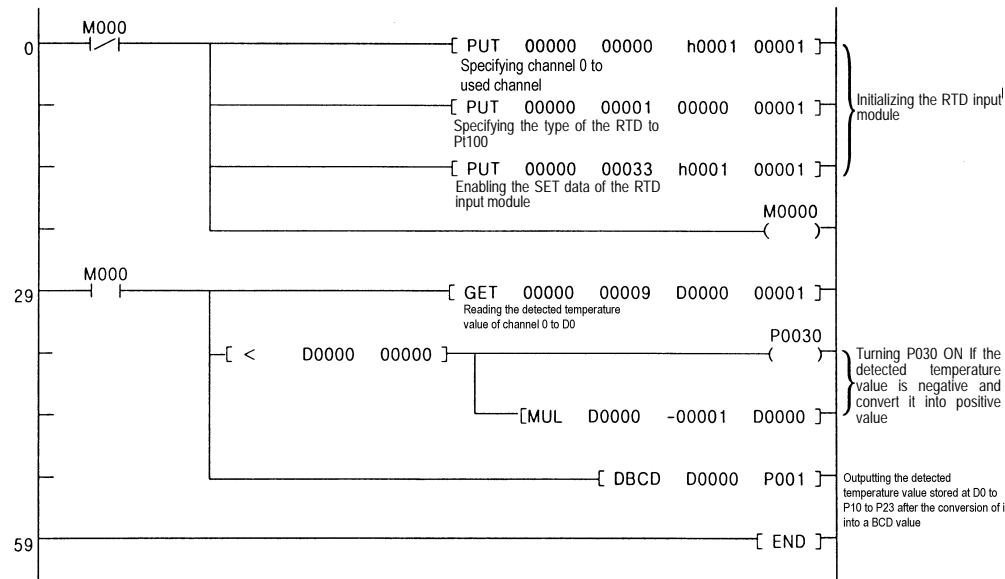 M000
0
[ PUT 00000 00000 h0001 00001 ]
Specifying channel 0 to
used channel
[ PUT 00000 00001 00000 00001 ]
Specifying the type of the RTD to
Pt100
[ PUT 00000 00033 h0001 00001 ]
Enabling the SET data of the RTD
input module
Initializing the RTD input
module
M0000
( )
M000
29
[ GET 00000 00009 D0000 00001 ]
Reading the detected temperature
value of channel 0 to D0
P0030
[ < D0000 00000 ] ( )
[MUL D0000 -00001 D0000 ]
Turning P030 ON If the
detected temperature
value is negative and
convert it into positive
value
[ DBCD D0000 P001 ]
Outputting the detected
temperature value stored at D0 to
P10 to P23 after the conversion of i
into a BCD value
59
[ END ]